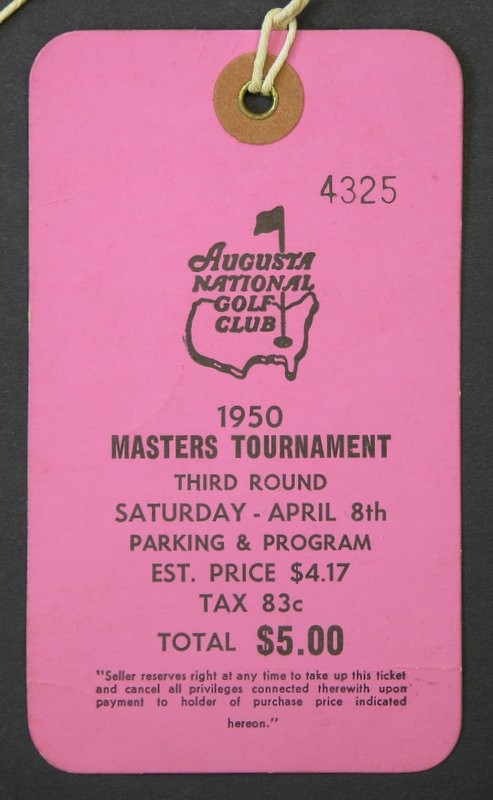 4325
Augusta
National
Golf
Club
1950
MASTERS TOURNAMENT
THIRD ROUND
SATURDAY - APRIL 8th
PARKING & PROGRAM
EST. PRICE $4.17
TAX 83c
TOTAL $5.00
"Seller reserves right at any time to take up this ticket
and cancel all privileges connected therewith upon
payment to holder of purchase price indicated
hereon."